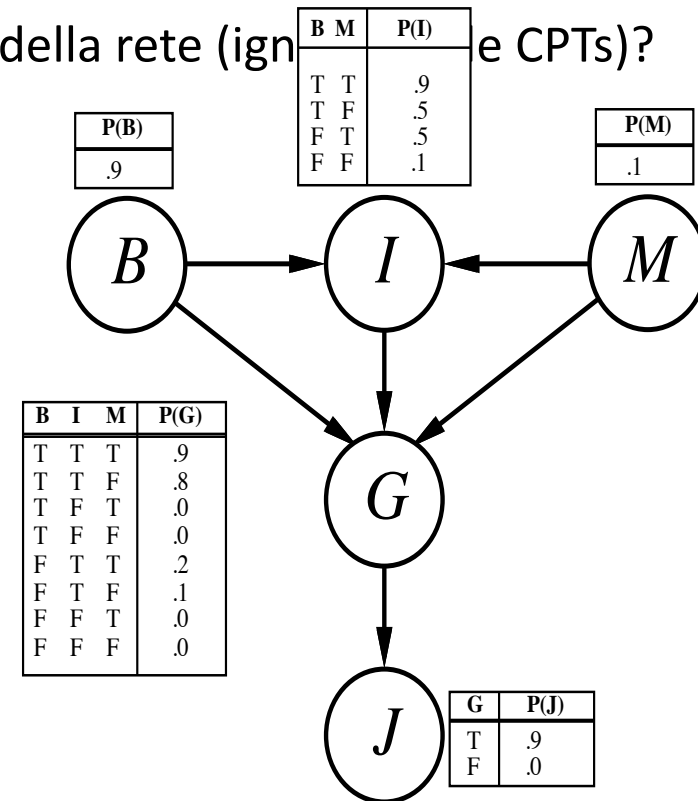 della rete (ign
e CPTs)?
B M P(I)
T T .9
T F .5
F T .5
F F .1
P(B)
.9
P(M)
.1
B
I
M
B I M P(G)
T T T .9
T T F .8
T F T .0
T F F .0
F T T .2
F T F .1
F F T .0
F F F .0
G
J
G P(J)
T .9
F .0